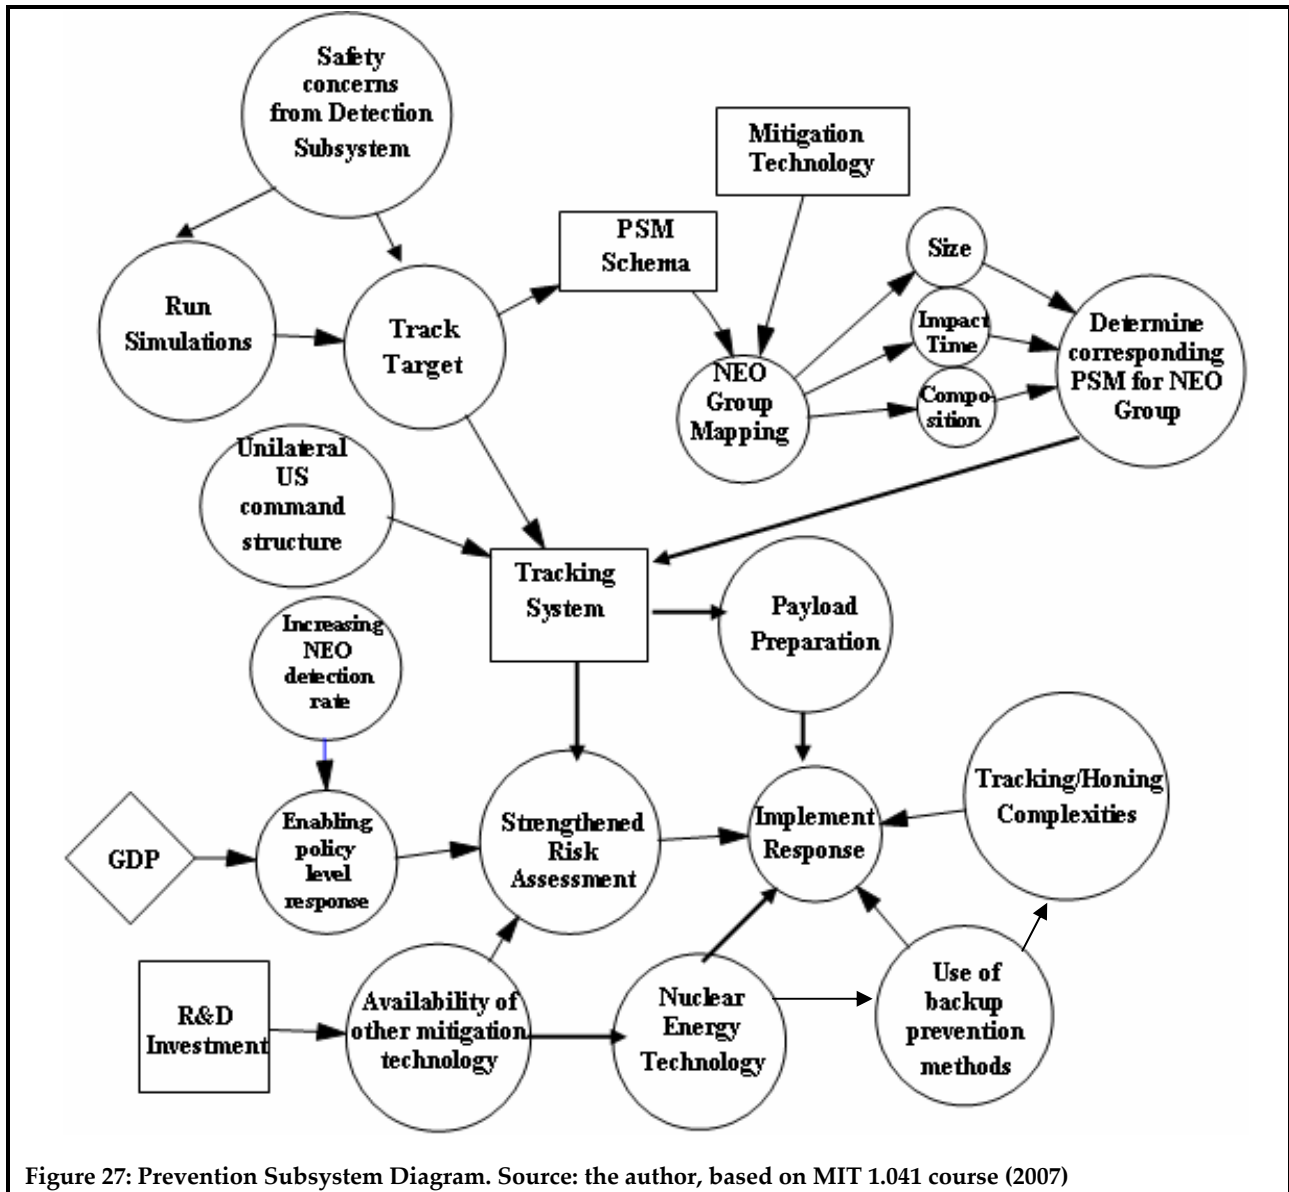 Safety
concerns
from Detection
Subsystem
Mitigation
Technology
PSM
Schema
Size
Run
Simulations
Track
Target
Impact
Time
Determine
corresponding
PSM for NEO
Group
NEO
Group
Mapping
Compo-
sition
Unilateral
US
command
structure
Tracking
System
Payload
Preparation
Increasing
NEO
detection
rate
Tracking/Honing
Complexities
GDP
Enabling
policy
level
response
Strengthened
Risk
Assessment
Implement
Response
R&D
Investment
Availability of
other mitigation
technology
Nuclear
Energy
Technology
Use of
backup
prevention
methods
Figure 27: Prevention Subsystem Diagram. Source: the author, based on MIT 1.041 course (2007)